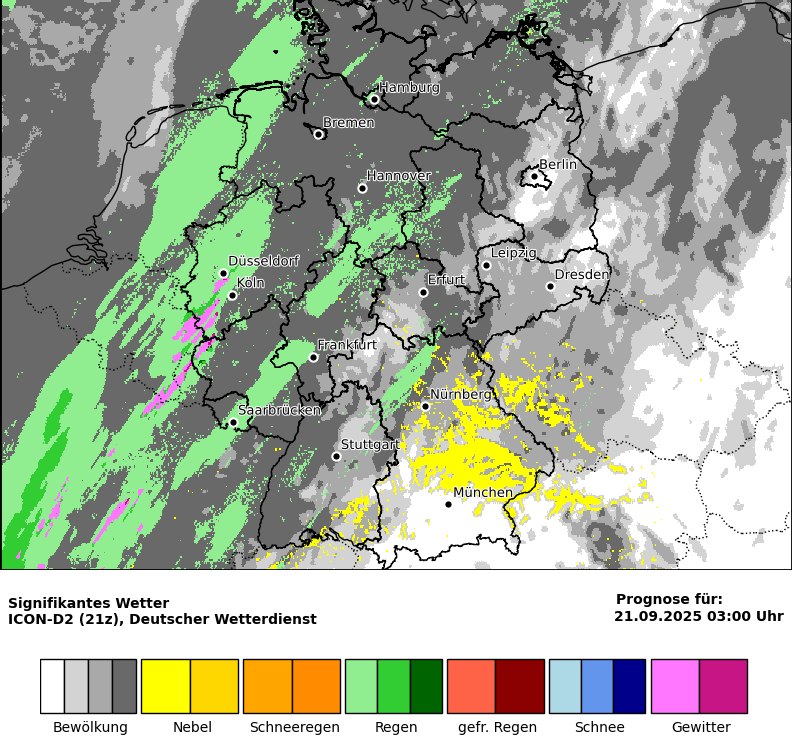 Hamburg
Bremen
Berlin
Hannover
Düsseldorf
Leipzig
Köln
Erfurt
Dresden
Frankfurt
Nürnberg
Saarbrücken
Stuttgart
München
Signifikantes Wetter
ICON-D2 (21z), Deutscher Wetterdienst
Prognose für:
21.09.2025 03:00 Uhr
Bewölkung
Nebel
Schneeregen
Regen
gefr. Regen
Schnee
Gewitter